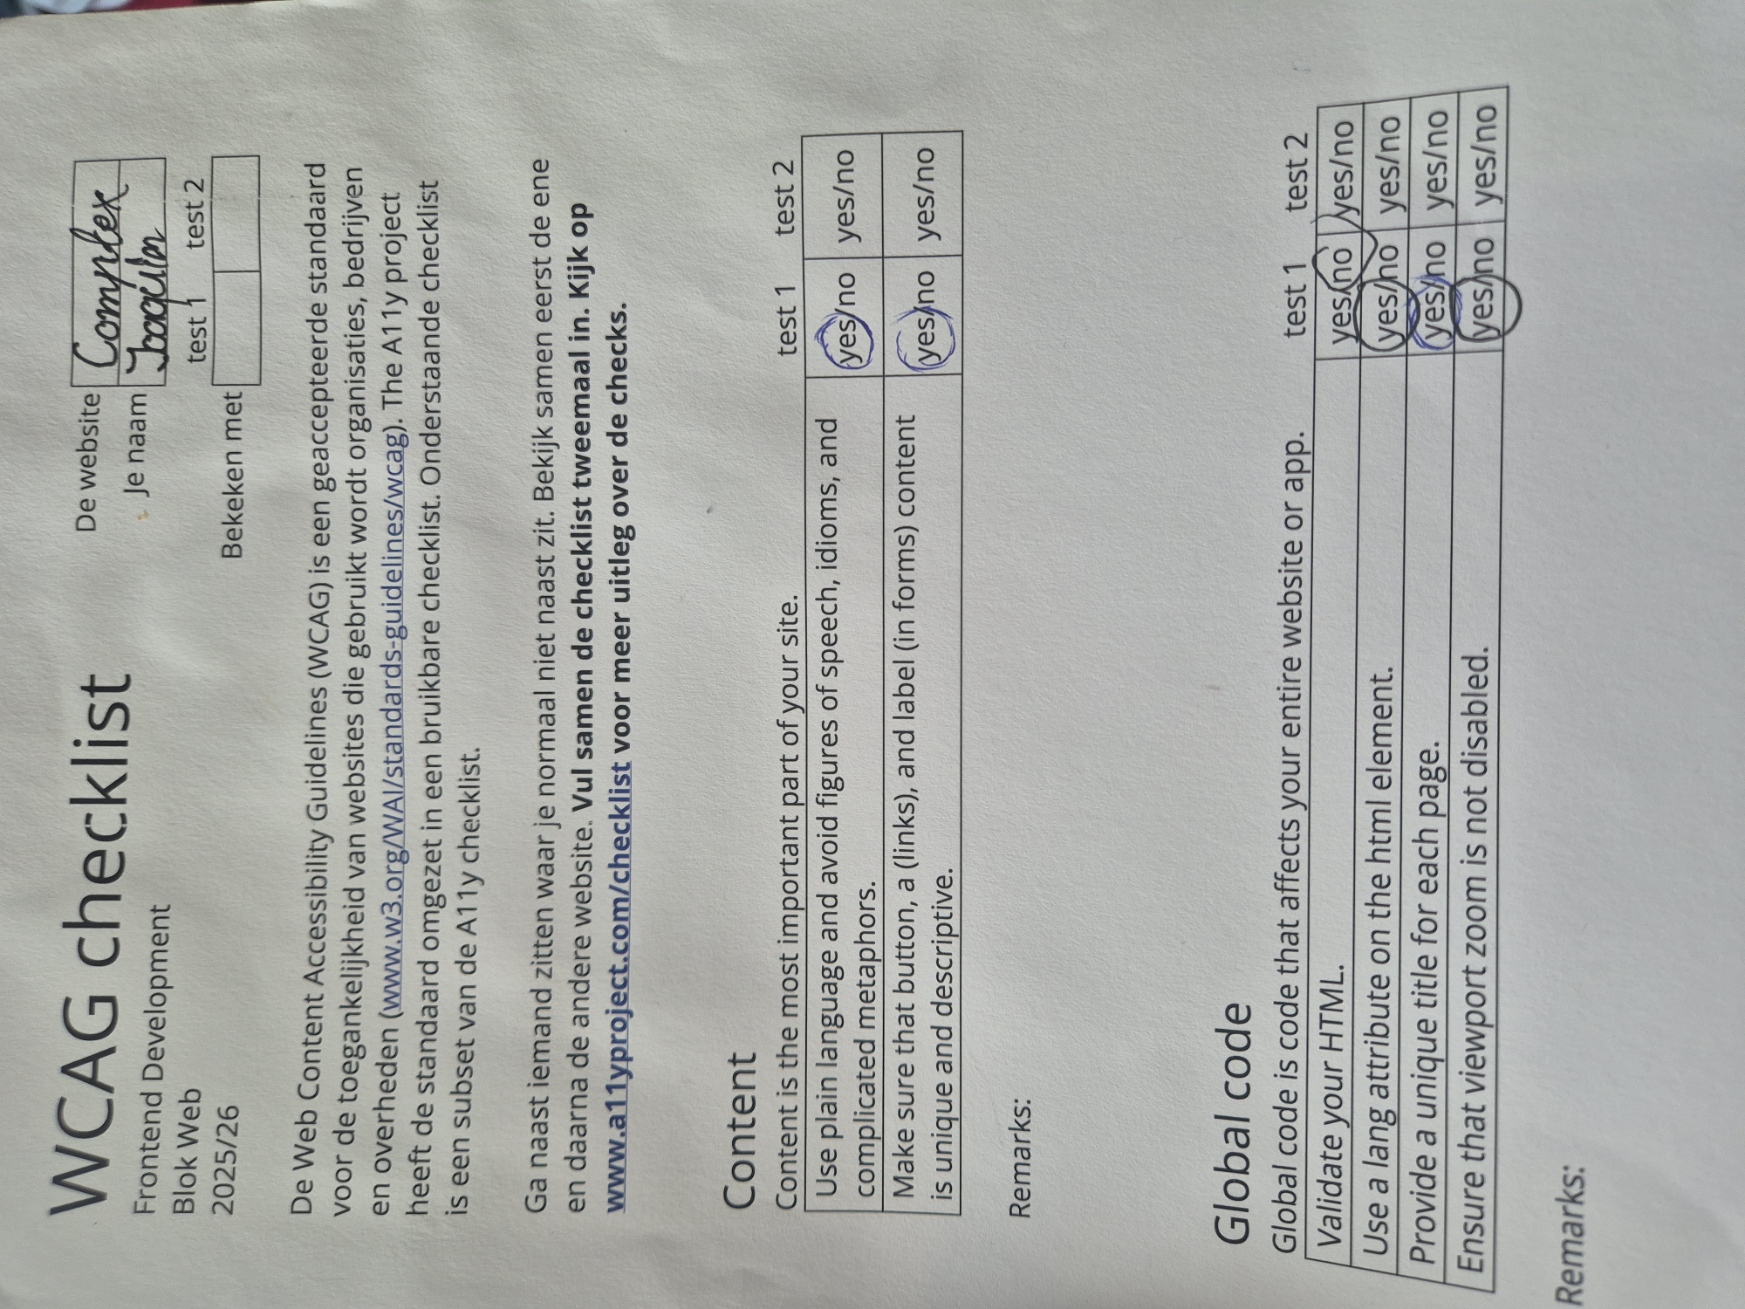 WCAG checklist
Frontend Development
Blok Web
2025/26
De website Complex
Je naam Joaquim
test 1 test 2
Bekeken met
De Web Content Accessibility Guidelines (WCAG) is een geaccepteerde standaard
voor de toegankelijkheid van websites die gebruikt wordt organisaties, bedrijven
en overheden (www.w3.org/WAI/standards-guidelines/wcag). The A11y project
heeft de standaard omgezet in een bruikbare checklist. Onderstaande checklist
is een subset van de A11y checklist.
Ga naast iemand zitten waar je normaal niet naast zit. Bekijk samen eerst de ene
en daarna de andere website. Vul samen de checklist tweemaal in. Kijk op
www.a11yproject.com/checklist voor meer uitleg over de checks.
Content
Content is the most important part of your site. test 1 test 2
Use plain language and avoid figures of speech, idioms, and
complicated metaphors. yes/no yes/no
Make sure that button, a (links), and label (in forms) content
is unique and descriptive. yes/no yes/no
Remarks:
Global code
Global code is code that affects your entire website or app. test 1 test 2
Validate your HTML. yes/no yes/no
Use a lang attribute on the html element. yes/no yes/no
Provide a unique title for each page. yes/no yes/no
Ensure that viewport zoom is not disabled. yes/no yes/no
Remarks: